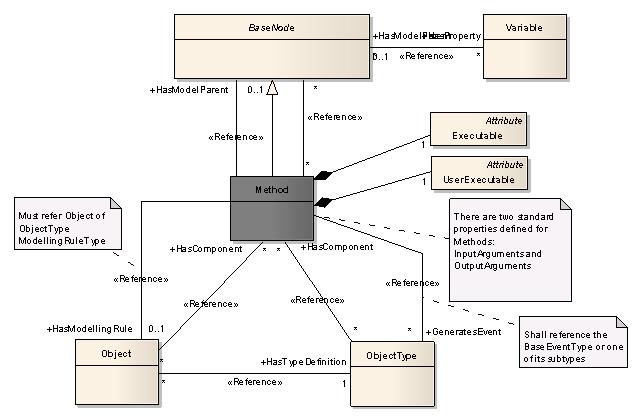 BaseNode
Variable
+HasModelParent
+HasProperty
0..1
*
«Reference»
+HasModelParent
0..1
*
«Reference»
«Reference»
*
Attribute
Executable
1
Attribute
UserExecutable
1
Method
Must refer Object of
ObjectType
ModellingRuleType
There are two standard
properties defined for
Methods:
InputArguments and
OutputArguments
+HasComponent
*
*
+HasComponent
«Reference»
«Reference»
«Reference»
«Reference»
+HasModellingRule
0..1
*
*
+GeneratesEvent
Shall reference the
BaseEventType or one
of its subtypes
Object
*
*
+HasTypeDefinition
«Reference»
1
ObjectType